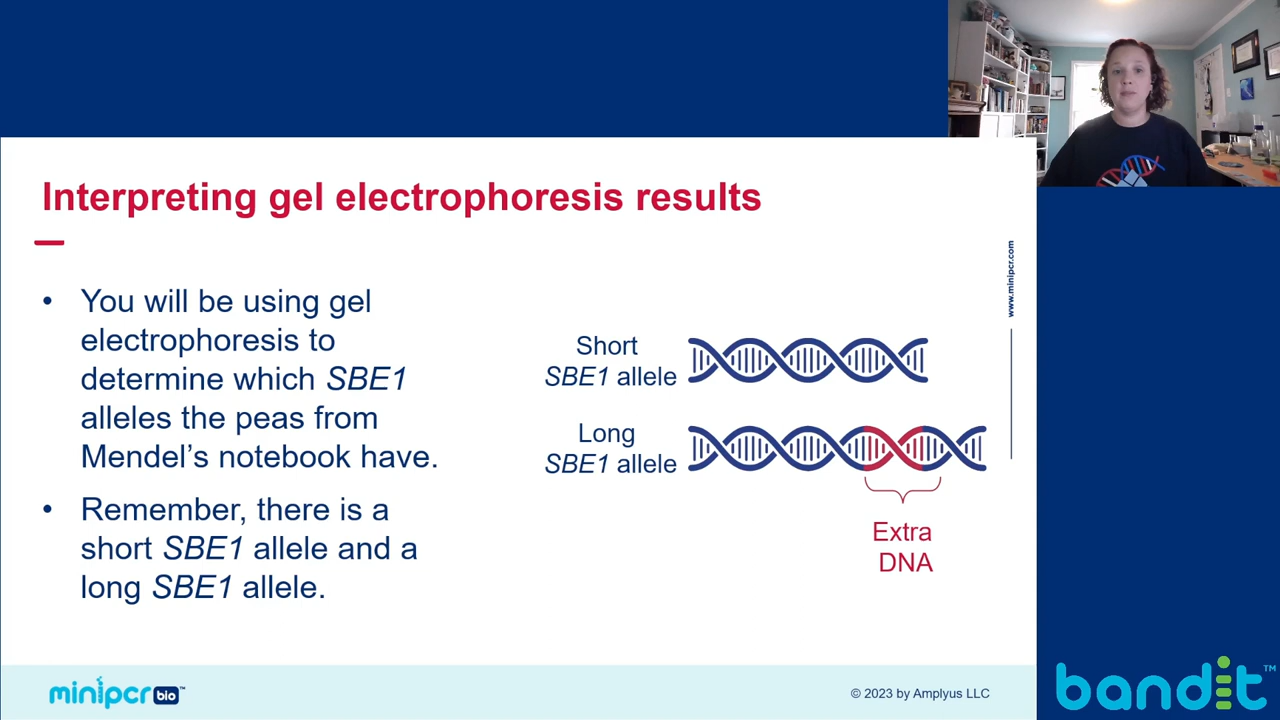 Interpreting gel electrophoresis results
• You will be using gel
electrophoresis to
determine which SBE1
alleles the peas from
Mendel’s notebook have.
• Remember, there is a
short SBE1 allele and a
long SBE1 allele.
Short
SBE1 allele
Long
SBE1 allele
Extra
DNA
www.minipcr.com
minipcr bio™
© 2023 by Amplyus LLC
bandit™